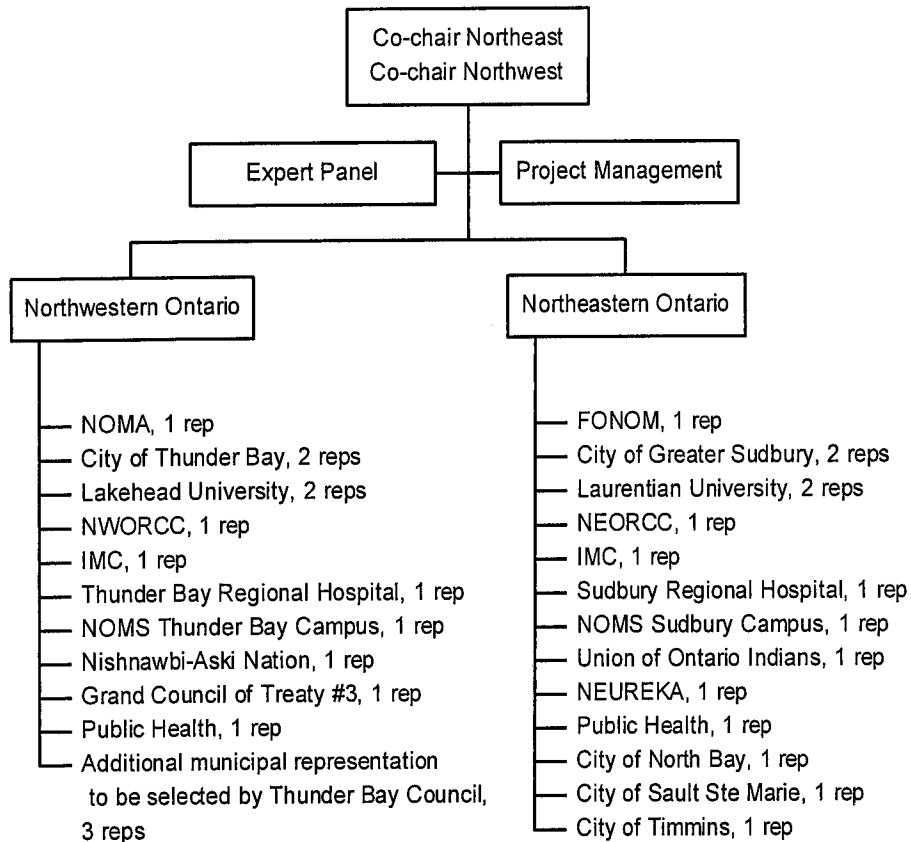 Co-chair Northeast
Co-chair Northwest
Expert Panel
Project Management
Northwestern Ontario
NOMA, 1 rep
City of Thunder Bay, 2 reps
Lakehead University, 2 reps
NWORCC, 1 rep
IMC, 1 rep
Thunder Bay Regional Hospital, 1 rep
NOMS Thunder Bay Campus, 1 rep
Nishnawbi-Aski Nation, 1 rep
Grand Council of Treaty #3, 1 rep
Public Health, 1 rep
Additional municipal representation
to be selected by Thunder Bay Council,
3 reps
Northeastern Ontario
FONOM, 1 rep
City of Greater Sudbury, 2 reps
Laurentian University, 2 reps
NEORCC, 1 rep
IMC, 1 rep
Sudbury Regional Hospital, 1 rep
NOMS Sudbury Campus, 1 rep
Union of Ontario Indians, 1 rep
NEUREKA, 1 rep
Public Health, 1 rep
City of North Bay, 1 rep
City of Sault Ste Marie, 1 rep
City of Timmins, 1 rep